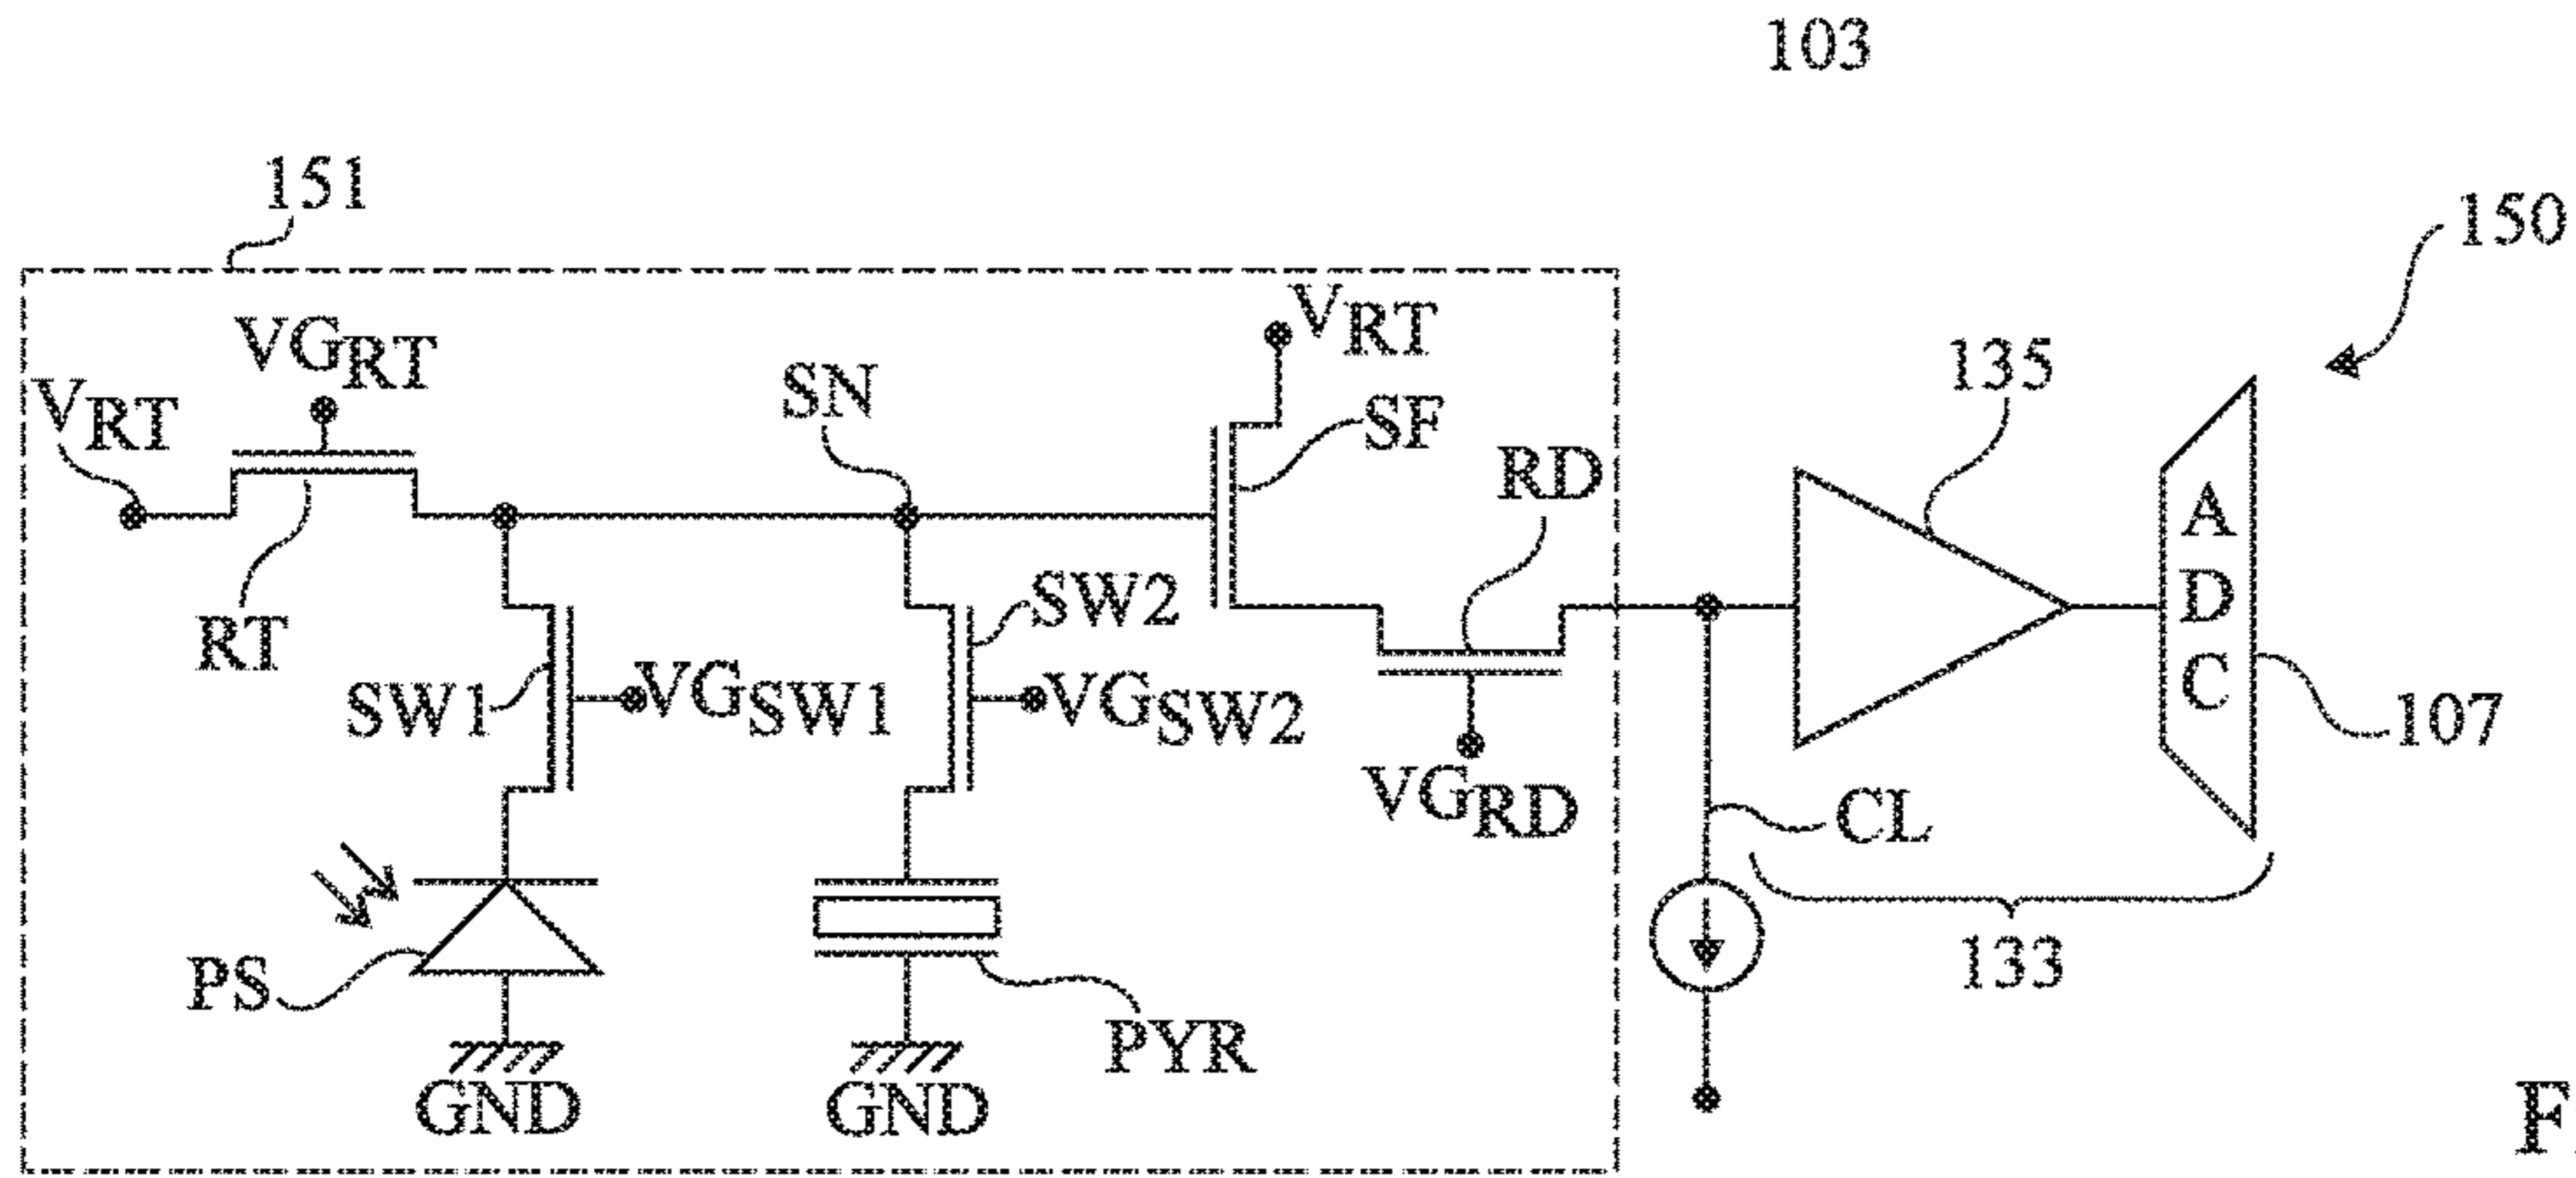 103
151
150
VRT
VGRT
VRT
SN
SF
135
RD
RT
SW2
SW1
VGSW1
VGSW2
A
D
C
107
VGRD
CL
PS
PYR
133
GND
GND
F